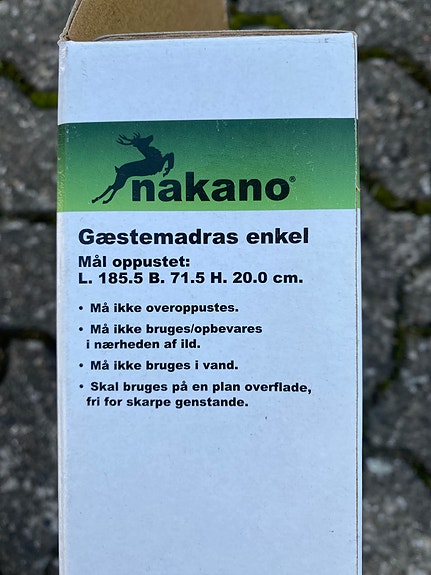 nakano®
Gæstemadras enkel
Mål oppustet:
L. 185.5 B. 71.5 H. 20.0 cm.
• Må ikke overoppustes.
• Må ikke bruges/opbevares
i nærheden af ild.
• Må ikke bruges i vand.
• Skal bruges på en plan overflade,
fri for skarpe genstande.